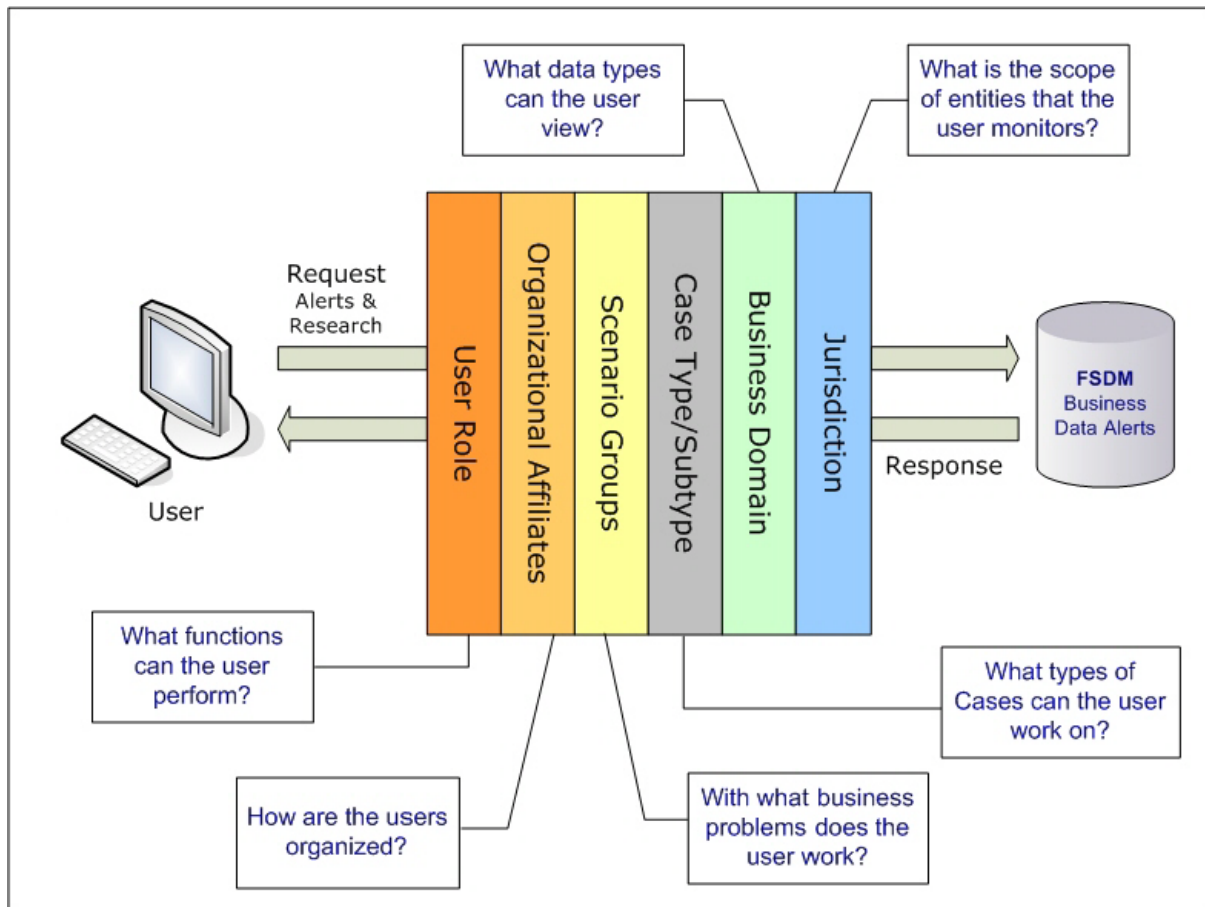 What data types
can the user
view?
What is the scope
of entities that the
user monitors?
Request
Alerts &
Research
User
User Role
Organizational Affiliates
Scenario Groups
Case Type/Subtype
Business Domain
Jurisdiction
Response
FSDM
Business
Data Alerts
What functions
can the user
perform?
How are the users
organized?
With what business
problems does the
user work?
What types of
Cases can the user
work on?